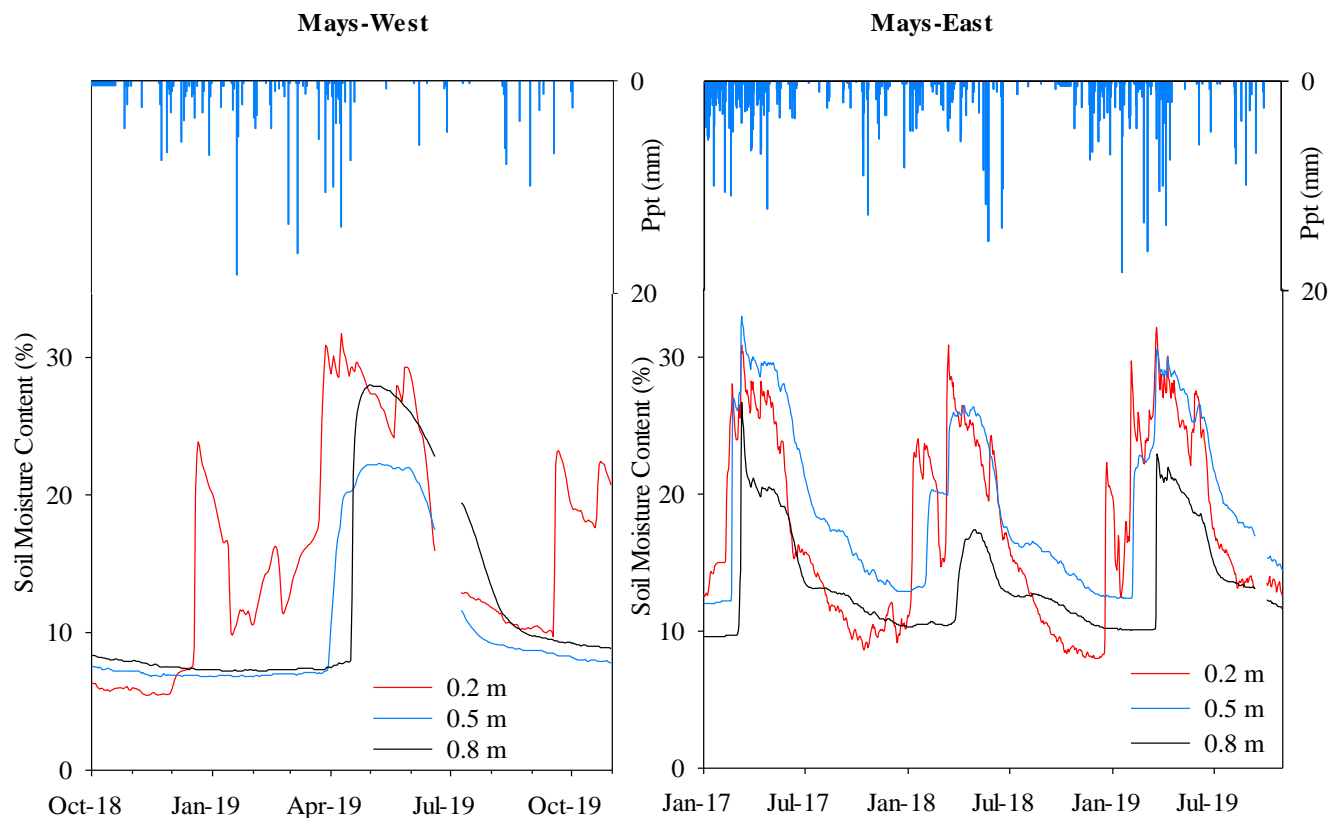 Mays-West
0
Ppt (mm)
20
Soil Moisture Content (%)
30
20
10
0
0.2 m
0.5 m
0.8 m
Oct-18 Jan-19 Apr-19 Jul-19 Oct-19
Mays-East
0
Ppt (mm)
20
Soil Moisture Content (%)
30
20
10
0
0.2 m
0.5 m
0.8 m
Jan-17 Jul-17 Jan-18 Jul-18 Jan-19 Jul-19